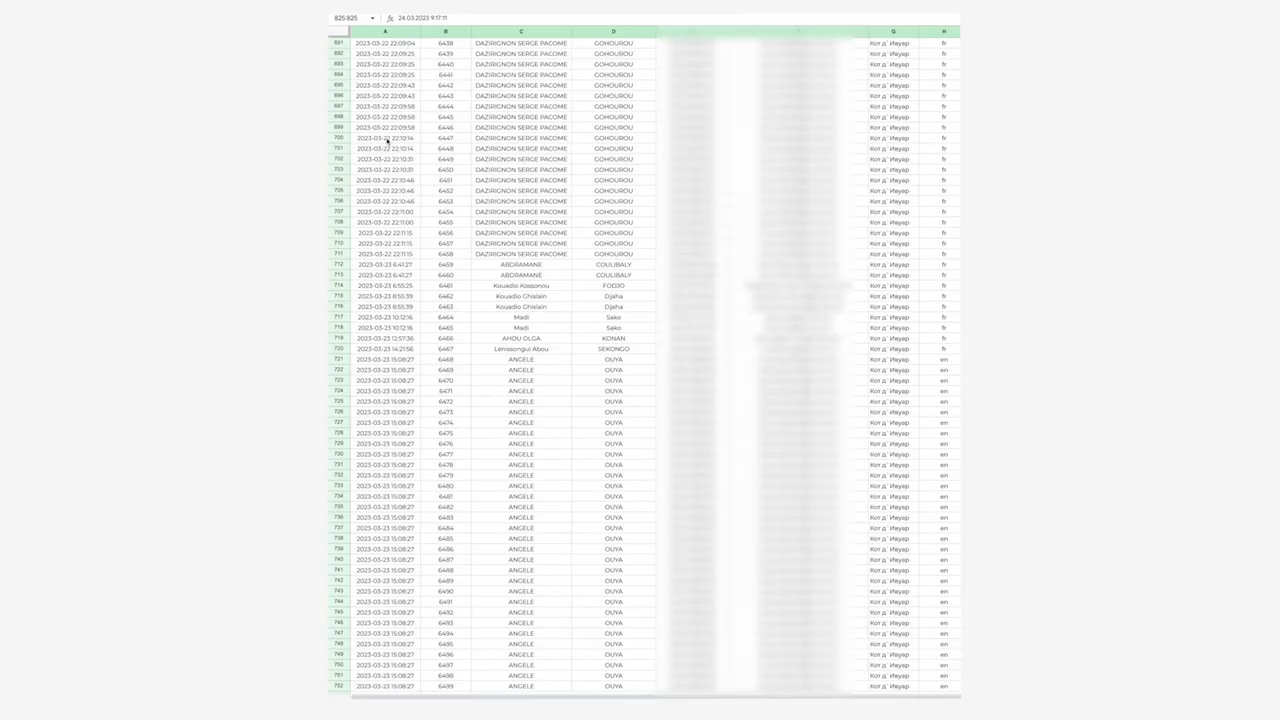 825:825 fx 24.03.2023 9:17:11
A B C D G H
691 2023-03-22 22:09:04 6438 DAZIRIGNON SERGE PACOME GOHOUROU Кот д`Ивуар fr
692 2023-03-22 22:09:25 6439 DAZIRIGNON SERGE PACOME GOHOUROU Кот д`Ивуар fr
693 2023-03-22 22:09:25 6440 DAZIRIGNON SERGE PACOME GOHOUROU Кот д`Ивуар fr
694 2023-03-22 22:09:25 6441 DAZIRIGNON SERGE PACOME GOHOUROU Кот д`Ивуар fr
695 2023-03-22 22:09:43 6442 DAZIRIGNON SERGE PACOME GOHOUROU Кот д`Ивуар fr
696 2023-03-22 22:09:43 6443 DAZIRIGNON SERGE PACOME GOHOUROU Кот д`Ивуар fr
697 2023-03-22 22:09:58 6444 DAZIRIGNON SERGE PACOME GOHOUROU Кот д`Ивуар fr
698 2023-03-22 22:09:58 6445 DAZIRIGNON SERGE PACOME GOHOUROU Кот д`Ивуар fr
699 2023-03-22 22:09:58 6446 DAZIRIGNON SERGE PACOME GOHOUROU Кот д`Ивуар fr
700 2023-03-22 22:10:14 6447 DAZIRIGNON SERGE PACOME GOHOUROU Кот д`Ивуар fr
701 2023-03-22 22:10:14 6448 DAZIRIGNON SERGE PACOME GOHOUROU Кот д`Ивуар fr
702 2023-03-22 22:10:31 6449 DAZIRIGNON SERGE PACOME GOHOUROU Кот д`Ивуар fr
703 2023-03-22 22:10:31 6450 DAZIRIGNON SERGE PACOME GOHOUROU Кот д`Ивуар fr
704 2023-03-22 22:10:46 6451 DAZIRIGNON SERGE PACOME GOHOUROU Кот д`Ивуар fr
705 2023-03-22 22:10:46 6452 DAZIRIGNON SERGE PACOME GOHOUROU Кот д`Ивуар fr
706 2023-03-22 22:10:46 6453 DAZIRIGNON SERGE PACOME GOHOUROU Кот д`Ивуар fr
707 2023-03-22 22:11:00 6454 DAZIRIGNON SERGE PACOME GOHOUROU Кот д`Ивуар fr
708 2023-03-22 22:11:00 6455 DAZIRIGNON SERGE PACOME GOHOUROU Кот д`Ивуар fr
709 2023-03-22 22:11:15 6456 DAZIRIGNON SERGE PACOME GOHOUROU Кот д`Ивуар fr
710 2023-03-22 22:11:15 6457 DAZIRIGNON SERGE PACOME GOHOUROU Кот д`Ивуар fr
711 2023-03-22 22:11:15 6458 DAZIRIGNON SERGE PACOME GOHOUROU Кот д`Ивуар fr
712 2023-03-23 6:41:27 6459 ABDRAMANE COULIBALY Кот д`Ивуар fr
713 2023-03-23 6:41:27 6460 ABDRAMANE COULIBALY Кот д`Ивуар fr
714 2023-03-23 6:55:25 6461 Kouadio Kossonou FODJO Кот д`Ивуар fr
715 2023-03-23 8:55:39 6462 Kouadio Ghislain Djaha Кот д`Ивуар fr
716 2023-03-23 8:55:39 6463 Kouadio Ghislain Djaha Кот д`Ивуар fr
717 2023-03-23 10:12:16 6464 Madi Sako Кот д`Ивуар fr
718 2023-03-23 10:12:16 6465 Madi Sako Кот д`Ивуар fr
719 2023-03-23 12:57:36 6466 AHOU OLGA KONAN Кот д`Ивуар fr
720 2023-03-23 14:21:56 6467 Lenissongui Abou SEKONGO Кот д`Ивуар fr
721 2023-03-23 15:08:27 6468 ANGELE OUYA Кот д`Ивуар en
722 2023-03-23 15:08:27 6469 ANGELE OUYA Кот д`Ивуар en
723 2023-03-23 15:08:27 6470 ANGELE OUYA Кот д`Ивуар en
724 2023-03-23 15:08:27 6471 ANGELE OUYA Кот д`Ивуар en
725 2023-03-23 15:08:27 6472 ANGELE OUYA Кот д`Ивуар en
726 2023-03-23 15:08:27 6473 ANGELE OUYA Кот д`Ивуар en
727 2023-03-23 15:08:27 6474 ANGELE OUYA Кот д`Ивуар en
728 2023-03-23 15:08:27 6475 ANGELE OUYA Кот д`Ивуар en
729 2023-03-23 15:08:27 6476 ANGELE OUYA Кот д`Ивуар en
730 2023-03-23 15:08:27 6477 ANGELE OUYA Кот д`Ивуар en
731 2023-03-23 15:08:27 6478 ANGELE OUYA Кот д`Ивуар en
732 2023-03-23 15:08:27 6479 ANGELE OUYA Кот д`Ивуар en
733 2023-03-23 15:08:27 6480 ANGELE OUYA Кот д`Ивуар en
734 2023-03-23 15:08:27 6481 ANGELE OUYA Кот д`Ивуар en
735 2023-03-23 15:08:27 6482 ANGELE OUYA Кот д`Ивуар en
736 2023-03-23 15:08:27 6483 ANGELE OUYA Кот д`Ивуар en
737 2023-03-23 15:08:27 6484 ANGELE OUYA Кот д`Ивуар en
738 2023-03-23 15:08:27 6485 ANGELE OUYA Кот д`Ивуар en
739 2023-03-23 15:08:27 6486 ANGELE OUYA Кот д`Ивуар en
740 2023-03-23 15:08:27 6487 ANGELE OUYA Кот д`Ивуар en
741 2023-03-23 15:08:27 6488 ANGELE OUYA Кот д`Ивуар en
742 2023-03-23 15:08:27 6489 ANGELE OUYA Кот д`Ивуар en
743 2023-03-23 15:08:27 6490 ANGELE OUYA Кот д`Ивуар en
744 2023-03-23 15:08:27 6491 ANGELE OUYA Кот д`Ивуар en
745 2023-03-23 15:08:27 6492 ANGELE OUYA Кот д`Ивуар en
746 2023-03-23 15:08:27 6493 ANGELE OUYA Кот д`Ивуар en
747 2023-03-23 15:08:27 6494 ANGELE OUYA Кот д`Ивуар en
748 2023-03-23 15:08:27 6495 ANGELE OUYA Кот д`Ивуар en
749 2023-03-23 15:08:27 6496 ANGELE OUYA Кот д`Ивуар en
750 2023-03-23 15:08:27 6497 ANGELE OUYA Кот д`Ивуар en
751 2023-03-23 15:08:27 6498 ANGELE OUYA Кот д`Ивуар en
752 2023-03-23 15:08:27 6499 ANGELE OUYA Кот д`Ивуар en